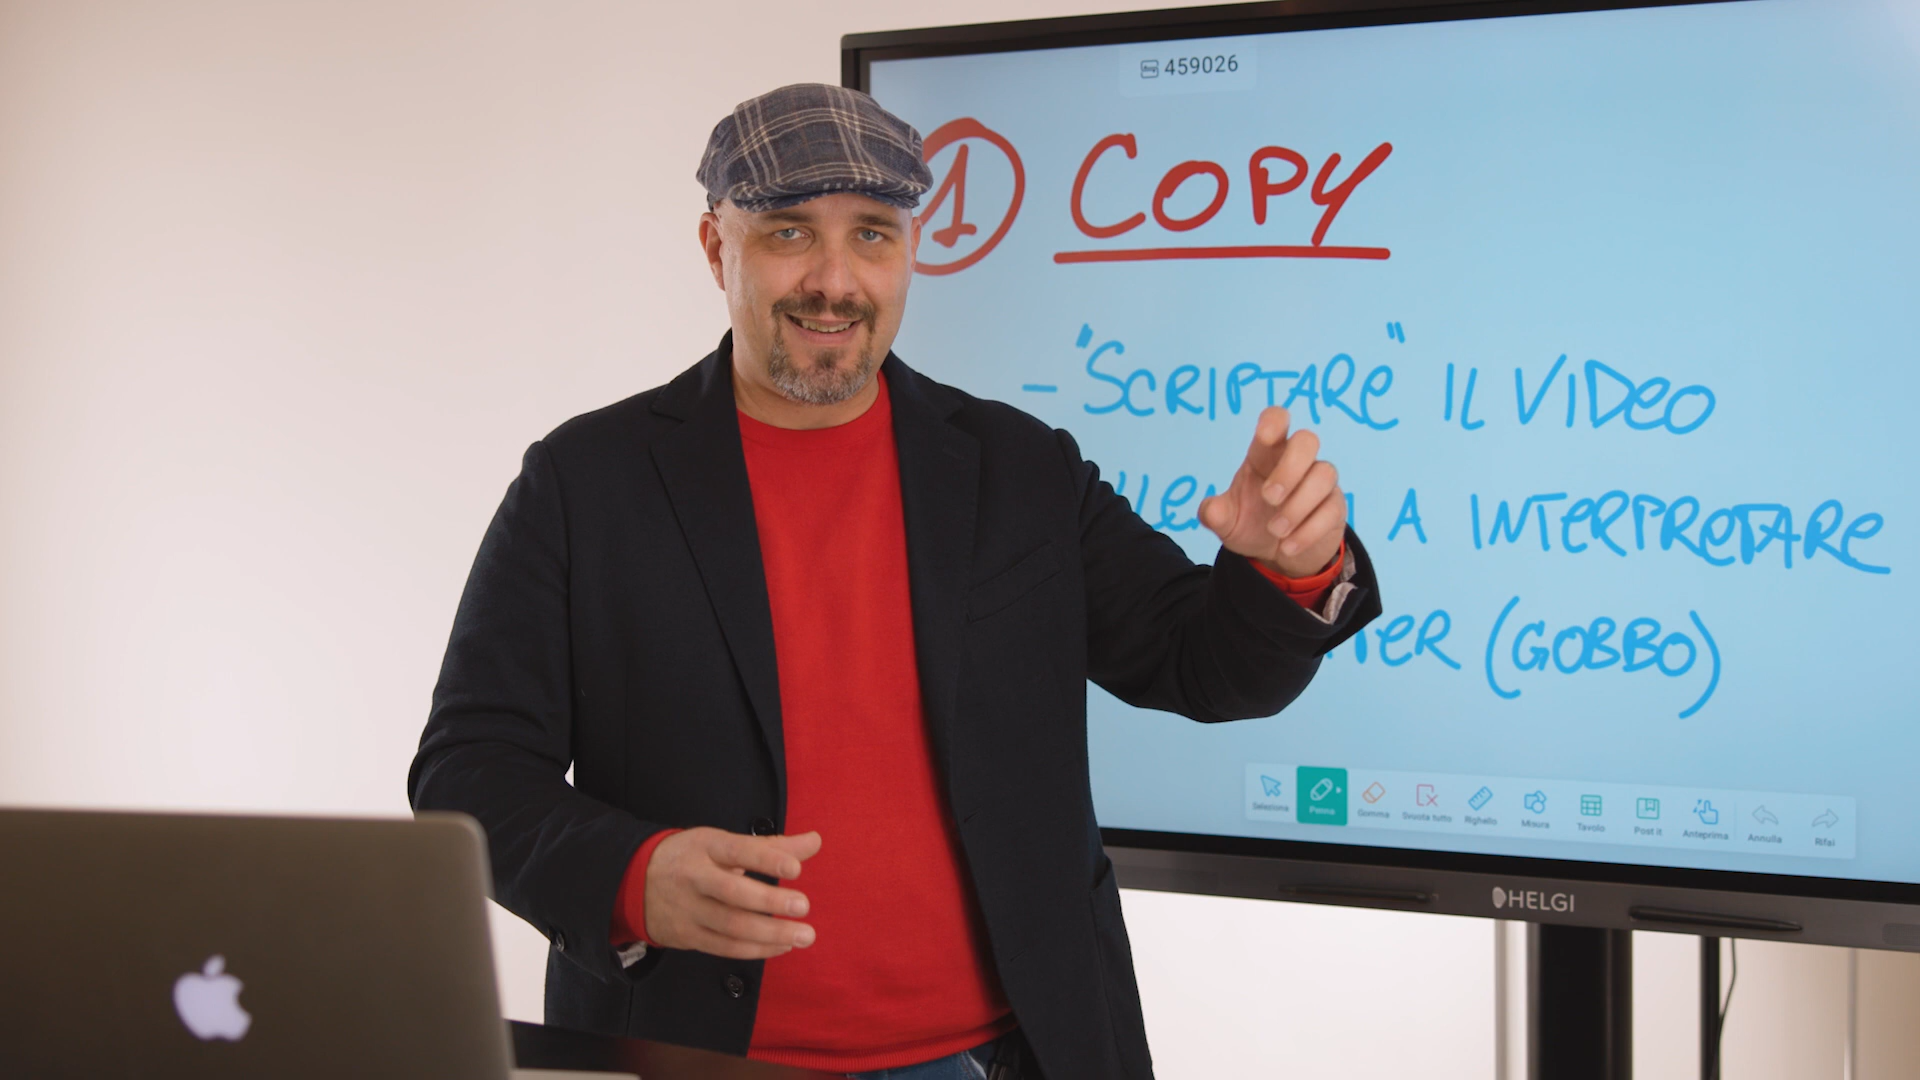 459026
1 COPY
- "SCRIPTARE" IL VIDEO
A INTERPRETARE
(GOBBO)
Selezione Penna Gomma Svuota tutto Righello Misura Tavolo Post it Anteprima Annulla Rifai
HELGI